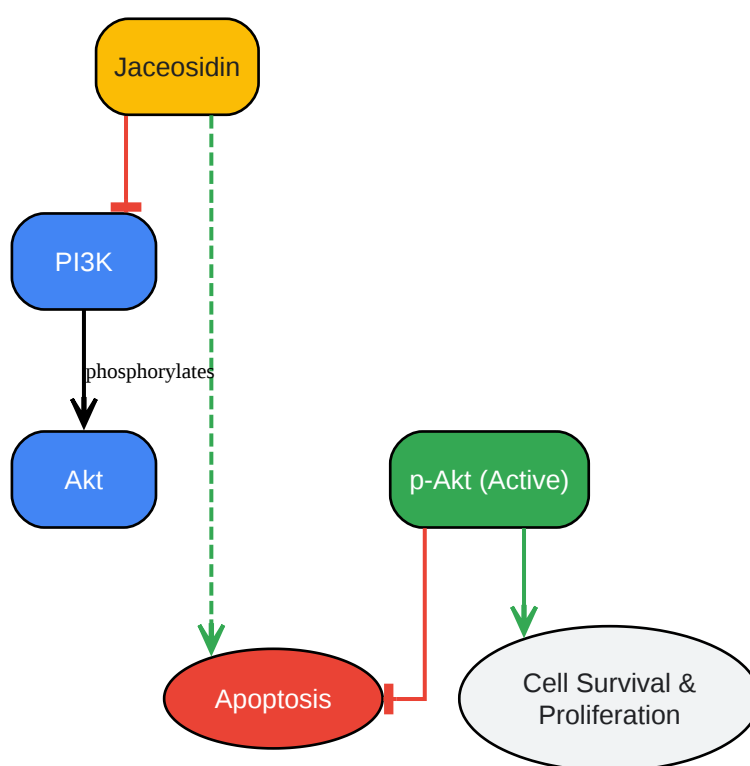 Jaceosidin
PI3K
phosphorylates
Akt
p-Akt (Active)
Apoptosis
Cell Survival &
Proliferation